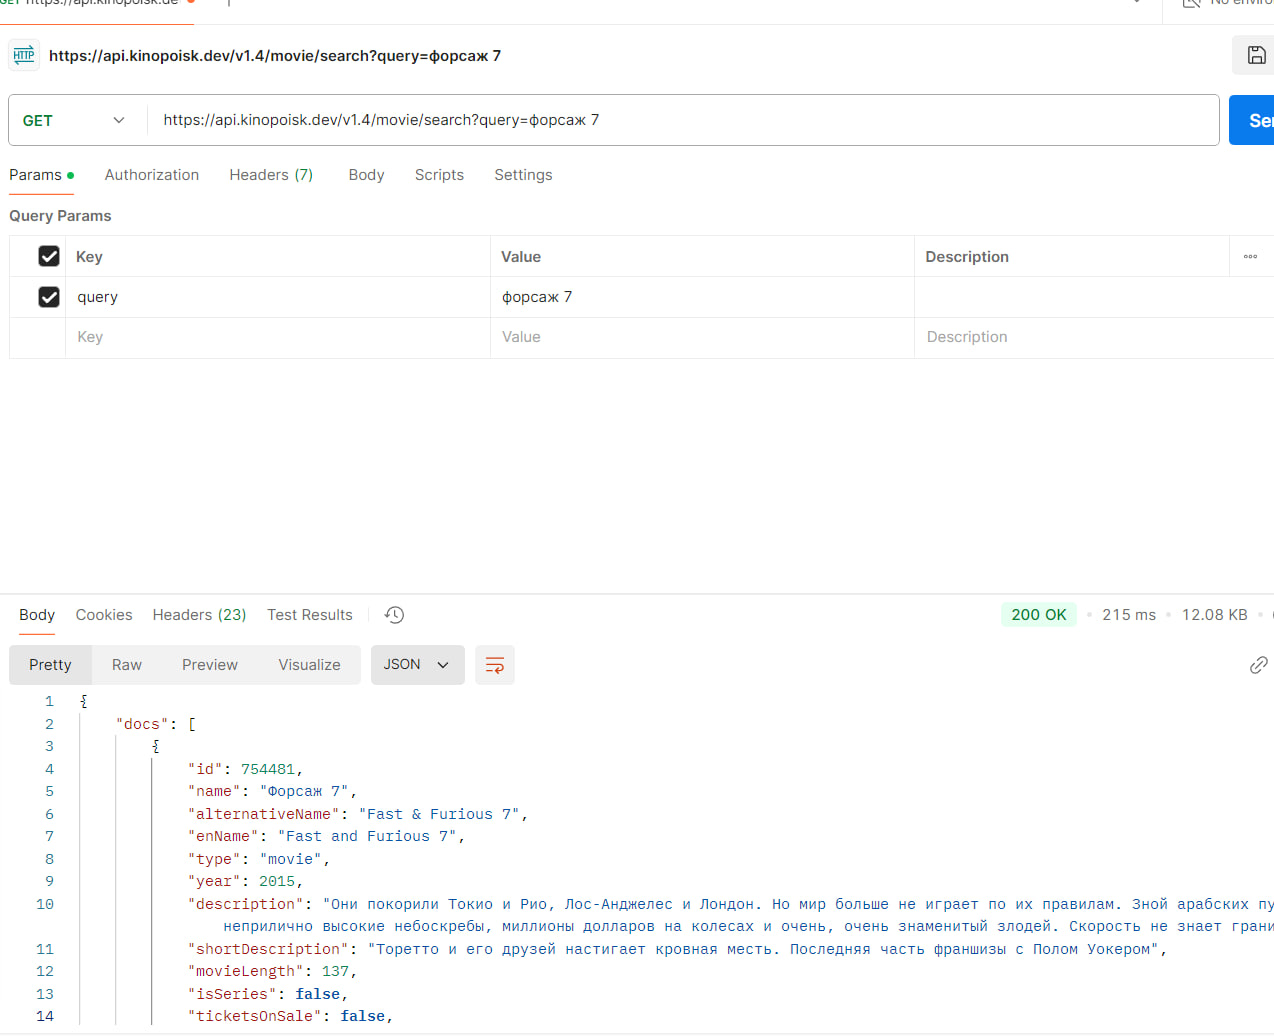 GET https://api.kinopoisk.de
No enviro
HTTP https://api.kinopoisk.dev/v1.4/movie/search?query=форсаж 7
GET https://api.kinopoisk.dev/v1.4/movie/search?query=форсаж 7 Ser
Params Authorization Headers (7) Body Scripts Settings
Query Params
Key Value Description
query форсаж 7
Key Value Description
Body Cookies Headers (23) Test Results 200 OK 215 ms 12.08 KB
Pretty Raw Preview Visualize JSON
1 {
2 "docs": [
3 {
4 "id": 754481,
5 "name": "Форсаж 7",
6 "alternativeName": "Fast & Furious 7",
7 "enName": "Fast and Furious 7",
8 "type": "movie",
9 "year": 2015,
10 "description": "Они покорили Токио и Рио, Лос-Анджелес и Лондон. Но мир больше не играет по их правилам. Зной арабских пу
неприлично высокие небоскребы, миллионы долларов на колесах и очень, очень знаменитый злодей. Скорость не знает грани
11 "shortDescription": "Торетто и его друзей настигает кровная месть. Последняя часть франшизы с Полом Уокером",
12 "movieLength": 137,
13 "isSeries": false,
14 "ticketsOnSale": false,